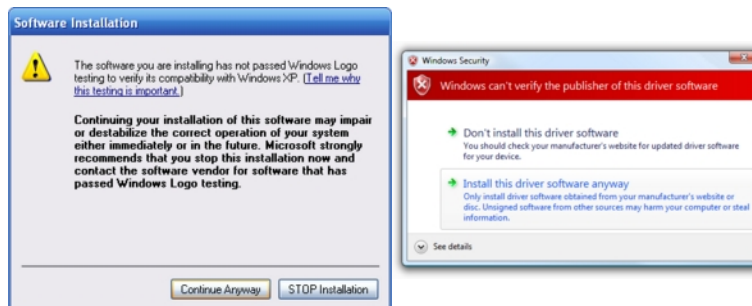 Software Installation
The software you are installing has not passed Windows Logo
testing to verify its compatibility with Windows XP. (Tell me why
this testing is important.)
Continuing your installation of this software may impair
or destabilize the correct operation of your system
either immediately or in the future. Microsoft strongly
recommends that you stop this installation now and
contact the software vendor for software that has
passed Windows Logo testing.
Continue Anyway
STOP Installation
Windows Security
Windows can't verify the publisher of this driver software
Don't install this driver software
You should check your manufacturer's website for updated driver software
for your device.
Install this driver software anyway
Only install driver software obtained from your manufacturer's website or
disc. Unsigned software from other sources may harm your computer or steal
information.
See details